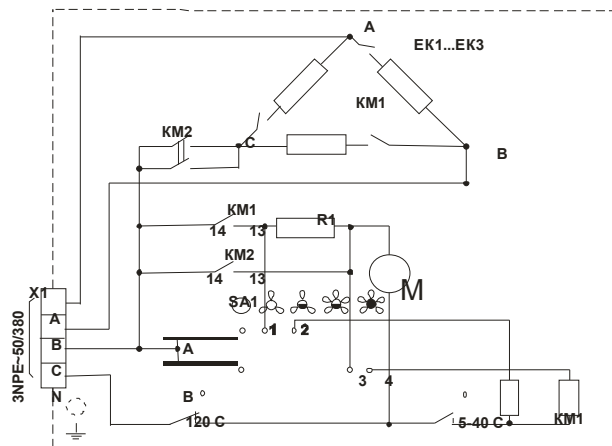 A
EK1...EK3
KM1
KM2
C
B
KM1
R1
14 13
KM2
14 13
M
X1
SA1
A
1 2
B
A
C
3 4
N
B
120 C
5-40 C
KM1
3NPE~50/380